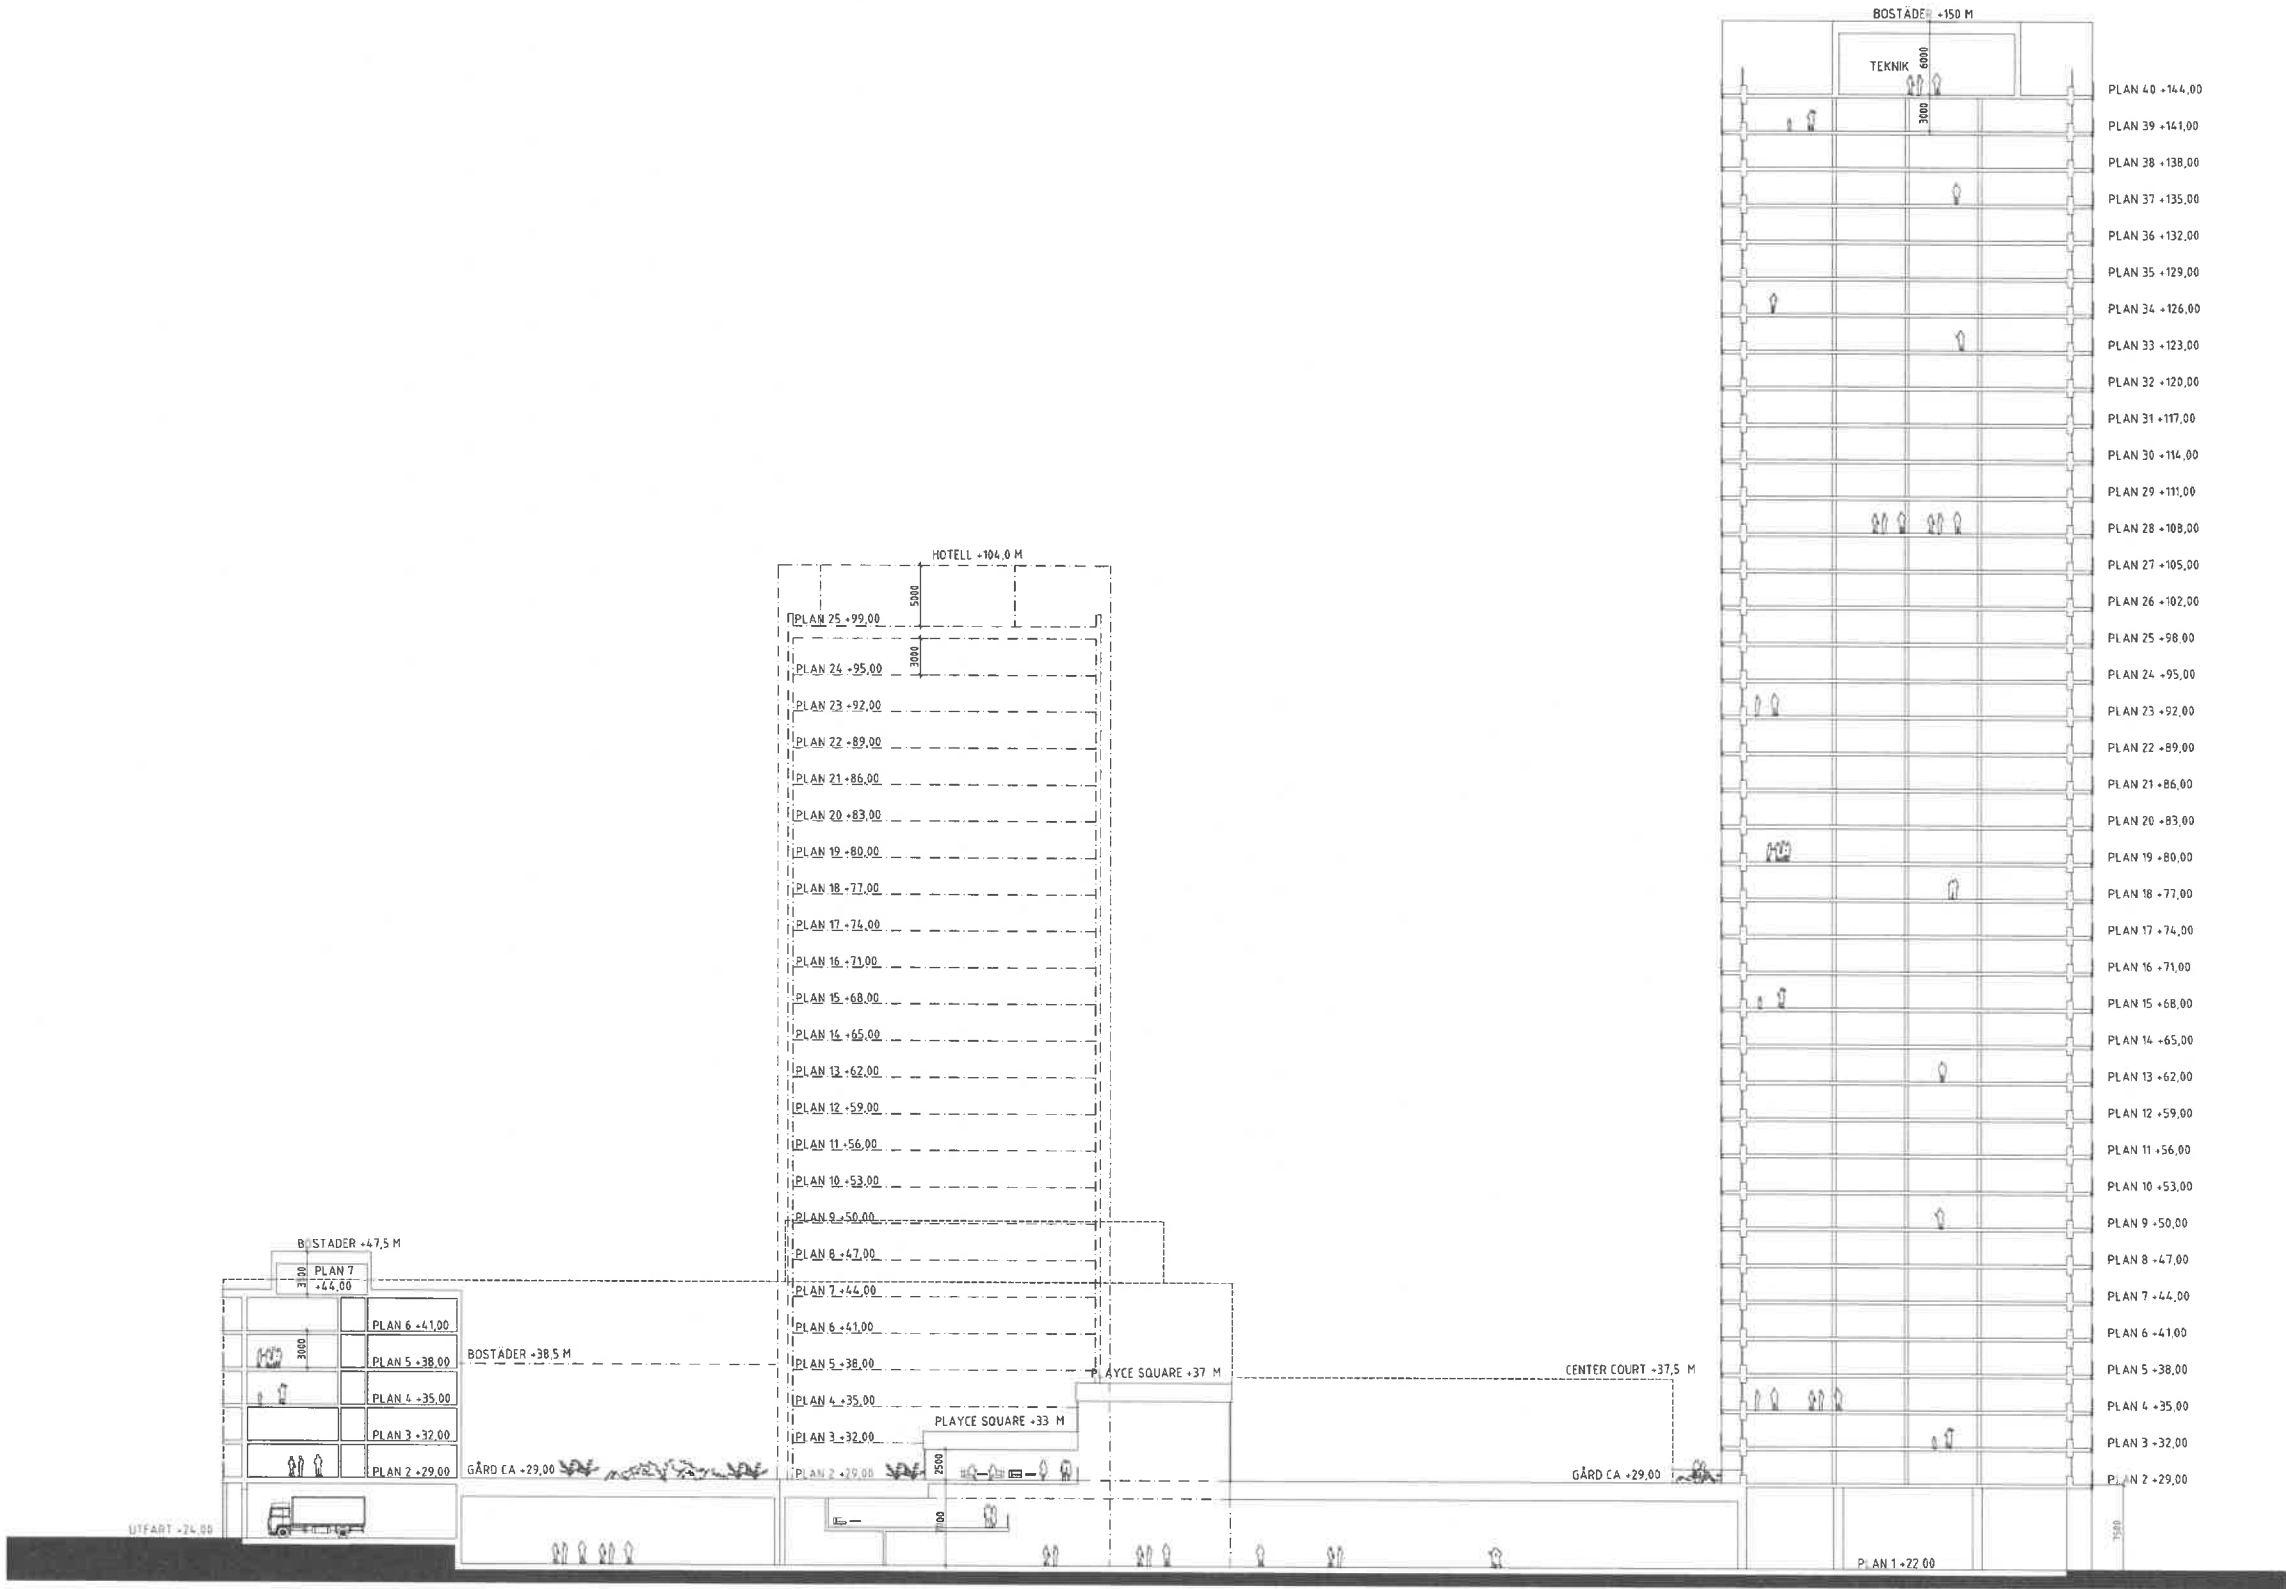 BOSTÄDER +150 M
TEKNIK
6000
3000
PLAN 40 +144,00
PLAN 39 +141,00
PLAN 38 +138,00
PLAN 37 +135,00
PLAN 36 +132,00
PLAN 35 +129,00
PLAN 34 +126,00
PLAN 33 +123,00
PLAN 32 +120,00
PLAN 31 +117,00
PLAN 30 +114,00
PLAN 29 +111,00
PLAN 28 +108,00
PLAN 27 +105,00
PLAN 26 +102,00
PLAN 25 +98,00
PLAN 24 +95,00
PLAN 23 +92,00
PLAN 22 +89,00
PLAN 21 +86,00
PLAN 20 +83,00
PLAN 19 +80,00
PLAN 18 +77,00
PLAN 17 +74,00
PLAN 16 +71,00
PLAN 15 +68,00
PLAN 14 +65,00
PLAN 13 +62,00
PLAN 12 +59,00
PLAN 11 +56,00
PLAN 10 +53,00
PLAN 9 +50,00
PLAN 8 +47,00
PLAN 7 +44,00
PLAN 6 +41,00
PLAN 5 +38,00
PLAN 4 +35,00
PLAN 3 +32,00
PLAN 2 +29,00
7500
PLAN 1 +22 00
HOTELL +104,0 M
5000
3000
PLAN 25 +99,00
PLAN 24 +95,00
PLAN 23 +92,00
PLAN 22 +89,00
PLAN 21 +86,00
PLAN 20 +83,00
PLAN 19 +80,00
PLAN 18 +77,00
PLAN 17 +74,00
PLAN 16 +71,00
PLAN 15 +68,00
PLAN 14 +65,00
PLAN 13 +62,00
PLAN 12 +59,00
PLAN 11 +56,00
PLAN 10 +53,00
PLAN 9 +50,00
PLAN 8 +47,00
PLAN 7 +44,00
PLAN 6 +41,00
PLAN 5 +38,00
PLAN 4 +35,00
PLAN 3 +32,00
PLAN 2 +29,00
BOSTADER +47,5 M
PLAN 7
+44,00
PLAN 6 +41,00
3000
PLAN 5 +38,00
PLAN 4 +35,00
PLAN 3 +32,00
PLAN 2 +29,00
BOSTÄDER +38,5 M
GÅRD CA +29,00
PLAYCE SQUARE +37 M
PLAYCE SQUARE +33 M
2500
CENTER COURT +37,5 M
GÅRD CA +29,00
UTFART +24,00